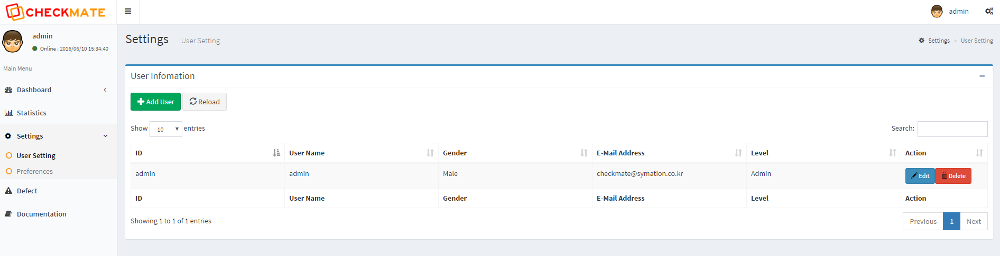 CHECKMATE
admin
admin
Online : 2016/06/10 15:34:40
Main Menu
Dashboard
Statistics
Settings
User Setting
Preferences
Defect
Documentation
Settings User Setting
Settings > User Setting
User Infomation
Add User Reload
Show 10 entries
Search:
ID User Name Gender E-Mail Address Level Action
admin admin Male checkmate@symation.co.kr Admin Edit Delete
ID User Name Gender E-Mail Address Level Action
Showing 1 to 1 of 1 entries
Previous 1 Next